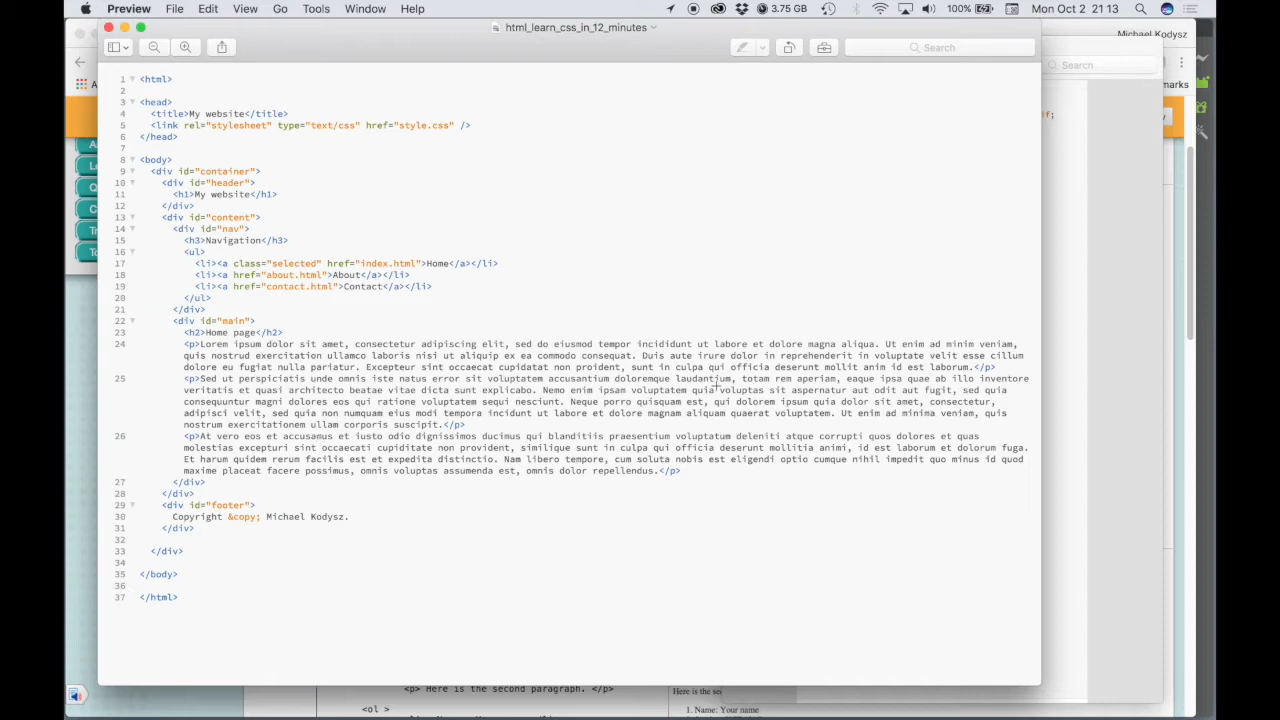 Preview File Edit View Go Tools Window Help 3.75 GB 100% Mon Oct 2 21:13
html_learn_css_in_12_minutes
Michael Kodysz
Search
Search
marks
1 <html>
2
3 <head>
4 <title>My website</title>
5 <link rel="stylesheet" type="text/css" href="style.css" />
6 </head>
7
8 <body>
9 <div id="container">
10 <div id="header">
11 <h1>My website</h1>
12 </div>
13 <div id="content">
14 <div id="nav">
15 <h3>Navigation</h3>
16 <ul>
17 <li><a class="selected" href="index.html">Home</a></li>
18 <li><a href="about.html">About</a></li>
19 <li><a href="contact.html">Contact</a></li>
20 </ul>
21 </div>
22 <div id="main">
23 <h2>Home page</h2>
24 <p>Lorem ipsum dolor sit amet, consectetur adipiscing elit, sed do eiusmod tempor incididunt ut labore et dolore magna aliqua. Ut enim ad minim veniam,
quis nostrud exercitation ullamco laboris nisi ut aliquip ex ea commodo consequat. Duis aute irure dolor in reprehenderit in voluptate velit esse cillum
dolore eu fugiat nulla pariatur. Excepteur sint occaecat cupidatat non proident, sunt in culpa qui officia deserunt mollit anim id est laborum.</p>
25 <p>Sed ut perspiciatis unde omnis iste natus error sit voluptatem accusantium doloremque laudantium, totam rem aperiam, eaque ipsa quae ab illo inventore
veritatis et quasi architecto beatae vitae dicta sunt explicabo. Nemo enim ipsam voluptatem quia voluptas sit aspernatur aut odit aut fugit, sed quia
consequuntur magni dolores eos qui ratione voluptatem sequi nesciunt. Neque porro quisquam est, qui dolorem ipsum quia dolor sit amet, consectetur,
adipisci velit, sed quia non numquam eius modi tempora incidunt ut labore et dolore magnam aliquam quaerat voluptatem. Ut enim ad minima veniam, quis
nostrum exercitationem ullam corporis suscipit.</p>
26 <p>At vero eos et accusamus et iusto odio dignissimos ducimus qui blanditiis praesentium voluptatum deleniti atque corrupti quos dolores et quas
molestias excepturi sint occaecati cupiditate non provident, similique sunt in culpa qui officia deserunt mollitia animi, id est laborum et dolorum fuga.
Et harum quidem rerum facilis est et expedita distinctio. Nam libero tempore, cum soluta nobis est eligendi optio cumque nihil impedit quo minus id quod
maxime placeat facere possimus, omnis voluptas assumenda est, omnis dolor repellendus.</p>
27 </div>
28 </div>
29 <div id="footer">
30 Copyright &copy; Michael Kodysz.
31 </div>
32
33 </div>
34
35 </body>
36
37 </html>
<p> Here is the second paragraph. </p>
Here is the sec
<ol >
1. Name: Your name